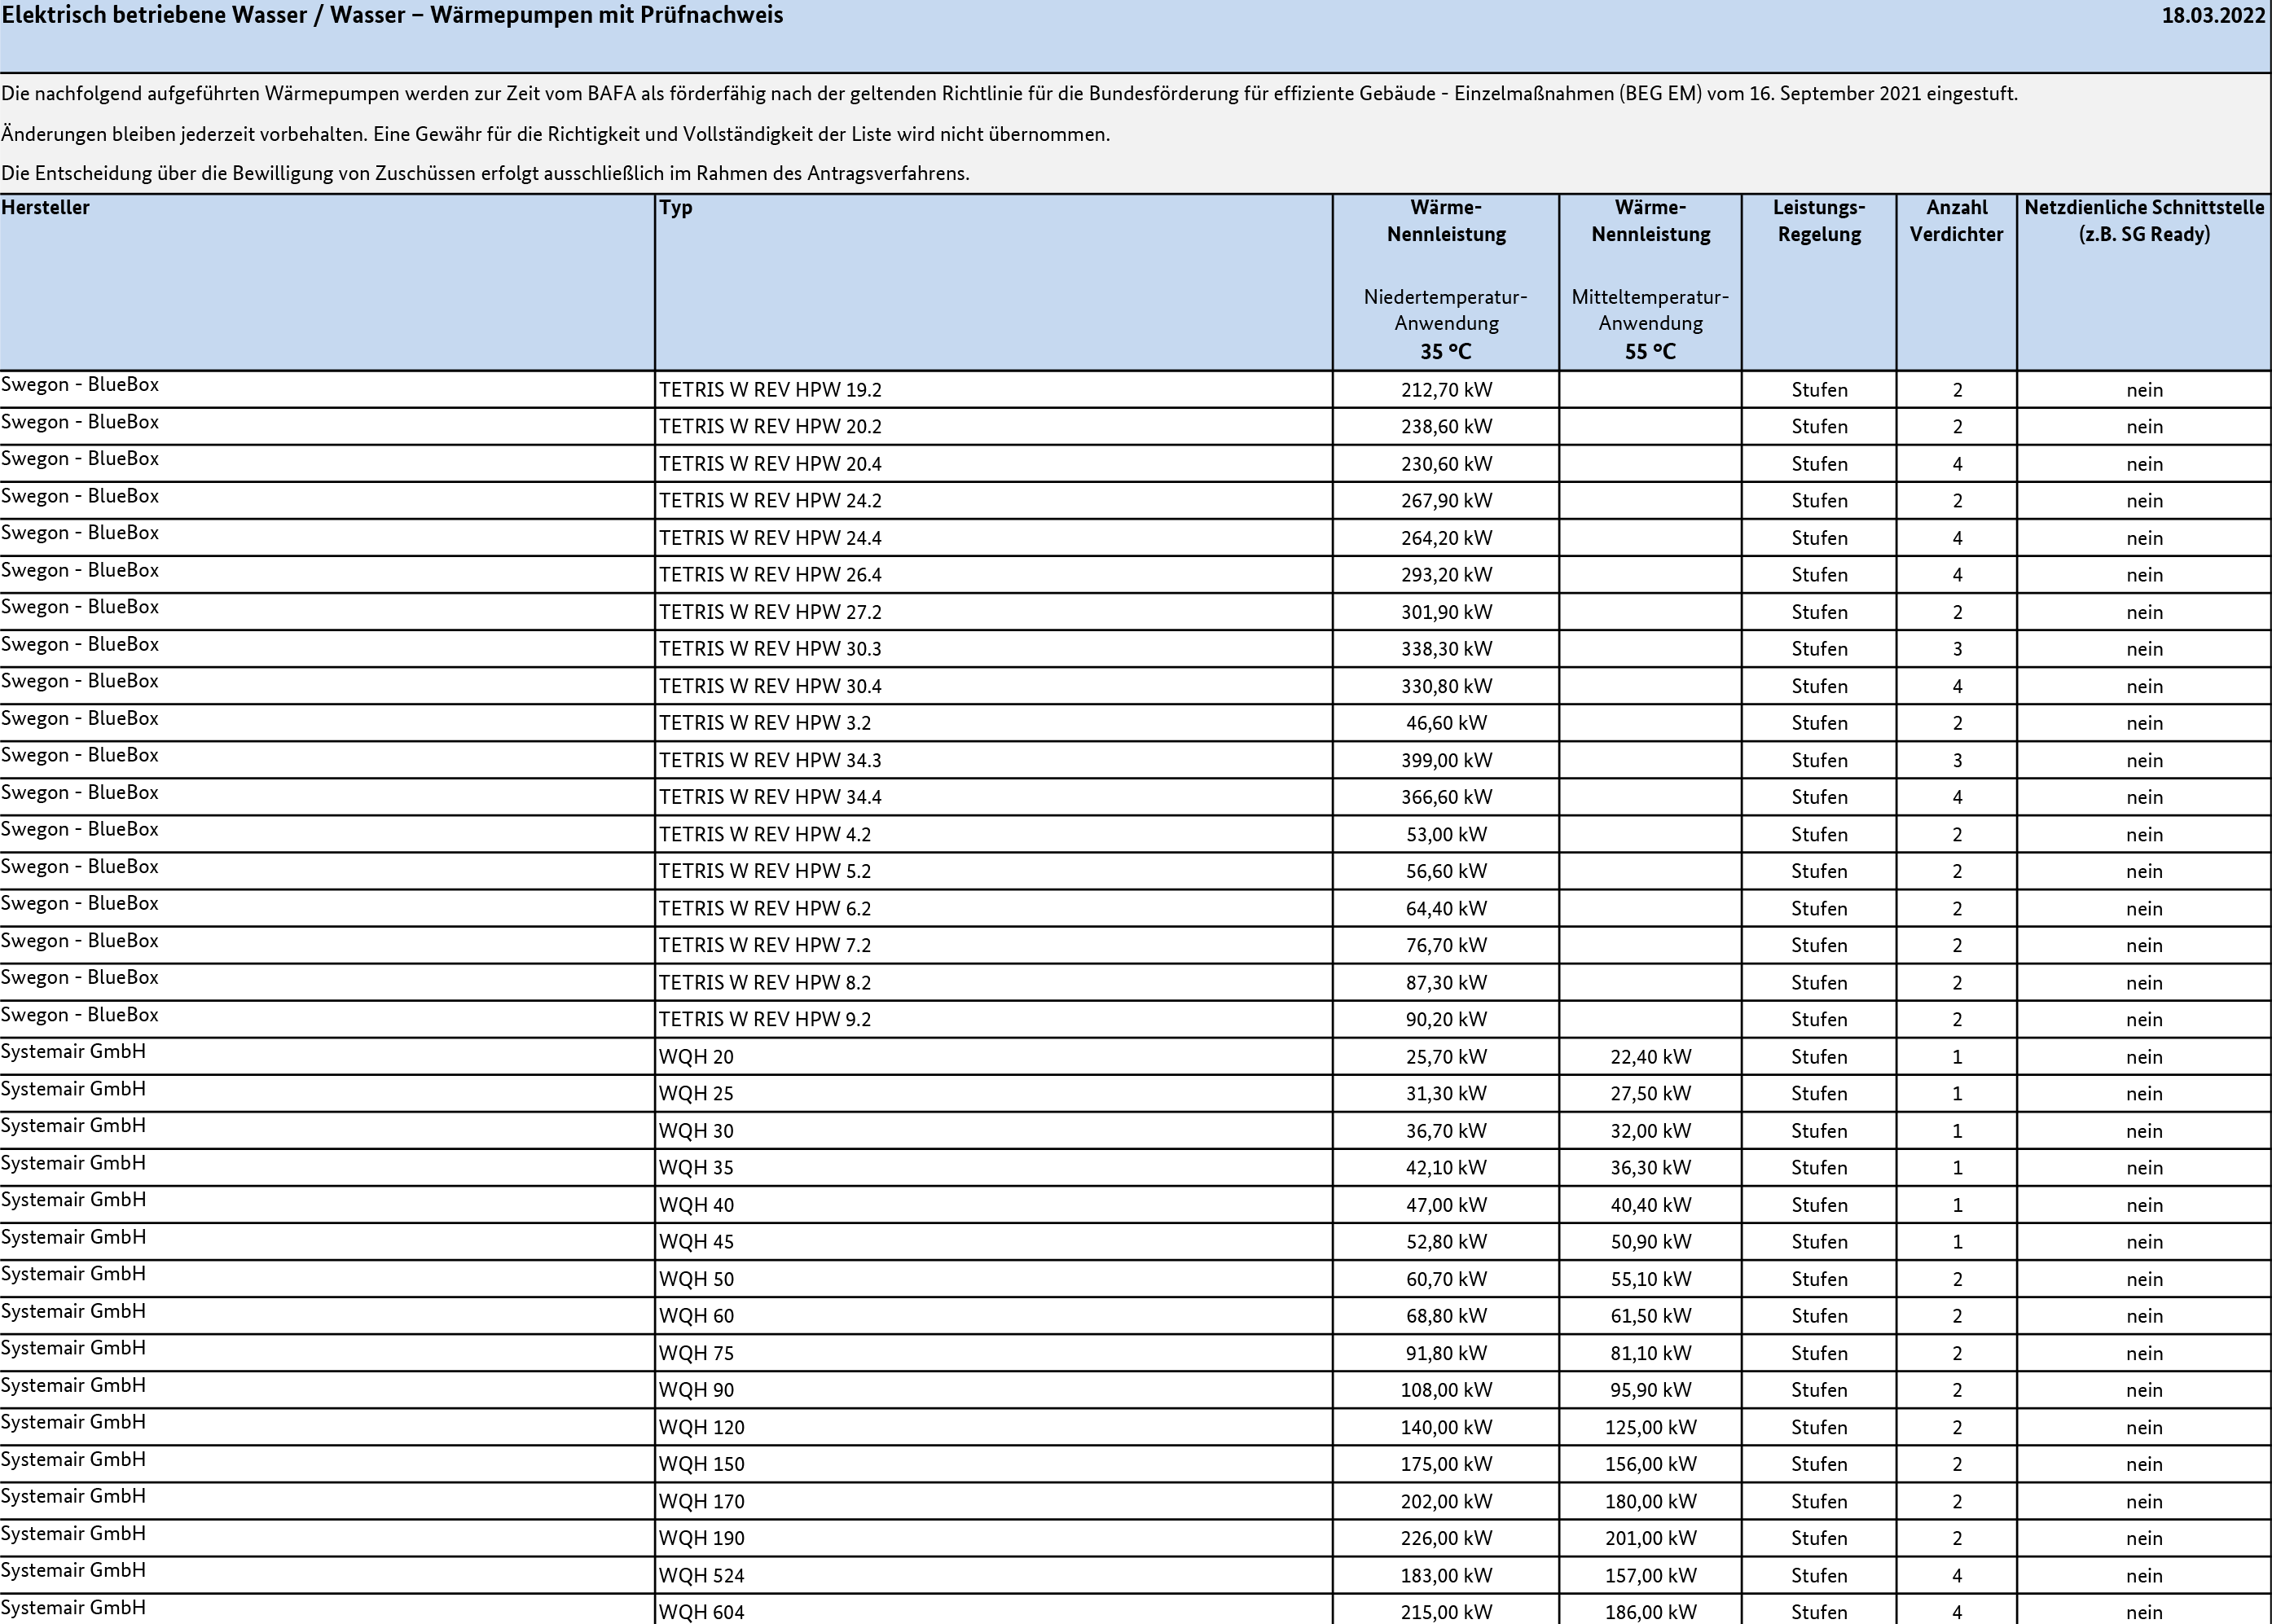 Elektrisch betriebene Wasser / Wasser – Wärmepumpen mit Prüfnachweis 18.03.2022
Die nachfolgend aufgeführten Wärmepumpen werden zur Zeit vom BAFA als förderfähig nach der geltenden Richtlinie für die Bundesförderung für effiziente Gebäude - Einzelmaßnahmen (BEG EM) vom 16. September 2021 eingestuft.
Änderungen bleiben jederzeit vorbehalten. Eine Gewähr für die Richtigkeit und Vollständigkeit der Liste wird nicht übernommen.
Die Entscheidung über die Bewilligung von Zuschüssen erfolgt ausschließlich im Rahmen des Antragsverfahrens.
Hersteller Typ Wärme- Wärme- Leistungs- Anzahl Netzdienliche Schnittstelle
Nennleistung Nennleistung Regelung Verdichter (z.B. SG Ready)
Niedertemperatur- Mitteltemperatur-
Anwendung Anwendung
35 °C 55 °C
Swegon - BlueBox TETRIS W REV HPW 19.2 212,70 kW Stufen 2 nein
Swegon - BlueBox TETRIS W REV HPW 20.2 238,60 kW Stufen 2 nein
Swegon - BlueBox TETRIS W REV HPW 20.4 230,60 kW Stufen 4 nein
Swegon - BlueBox TETRIS W REV HPW 24.2 267,90 kW Stufen 2 nein
Swegon - BlueBox TETRIS W REV HPW 24.4 264,20 kW Stufen 4 nein
Swegon - BlueBox TETRIS W REV HPW 26.4 293,20 kW Stufen 4 nein
Swegon - BlueBox TETRIS W REV HPW 27.2 301,90 kW Stufen 2 nein
Swegon - BlueBox TETRIS W REV HPW 30.3 338,30 kW Stufen 3 nein
Swegon - BlueBox TETRIS W REV HPW 30.4 330,80 kW Stufen 4 nein
Swegon - BlueBox TETRIS W REV HPW 3.2 46,60 kW Stufen 2 nein
Swegon - BlueBox TETRIS W REV HPW 34.3 399,00 kW Stufen 3 nein
Swegon - BlueBox TETRIS W REV HPW 34.4 366,60 kW Stufen 4 nein
Swegon - BlueBox TETRIS W REV HPW 4.2 53,00 kW Stufen 2 nein
Swegon - BlueBox TETRIS W REV HPW 5.2 56,60 kW Stufen 2 nein
Swegon - BlueBox TETRIS W REV HPW 6.2 64,40 kW Stufen 2 nein
Swegon - BlueBox TETRIS W REV HPW 7.2 76,70 kW Stufen 2 nein
Swegon - BlueBox TETRIS W REV HPW 8.2 87,30 kW Stufen 2 nein
Swegon - BlueBox TETRIS W REV HPW 9.2 90,20 kW Stufen 2 nein
Systemair GmbH WQH 20 25,70 kW 22,40 kW Stufen 1 nein
Systemair GmbH WQH 25 31,30 kW 27,50 kW Stufen 1 nein
Systemair GmbH WQH 30 36,70 kW 32,00 kW Stufen 1 nein
Systemair GmbH WQH 35 42,10 kW 36,30 kW Stufen 1 nein
Systemair GmbH WQH 40 47,00 kW 40,40 kW Stufen 1 nein
Systemair GmbH WQH 45 52,80 kW 50,90 kW Stufen 1 nein
Systemair GmbH WQH 50 60,70 kW 55,10 kW Stufen 2 nein
Systemair GmbH WQH 60 68,80 kW 61,50 kW Stufen 2 nein
Systemair GmbH WQH 75 91,80 kW 81,10 kW Stufen 2 nein
Systemair GmbH WQH 90 108,00 kW 95,90 kW Stufen 2 nein
Systemair GmbH WQH 120 140,00 kW 125,00 kW Stufen 2 nein
Systemair GmbH WQH 150 175,00 kW 156,00 kW Stufen 2 nein
Systemair GmbH WQH 170 202,00 kW 180,00 kW Stufen 2 nein
Systemair GmbH WQH 190 226,00 kW 201,00 kW Stufen 2 nein
Systemair GmbH WQH 524 183,00 kW 157,00 kW Stufen 4 nein
Systemair GmbH WQH 604 215,00 kW 186,00 kW Stufen 4 nein